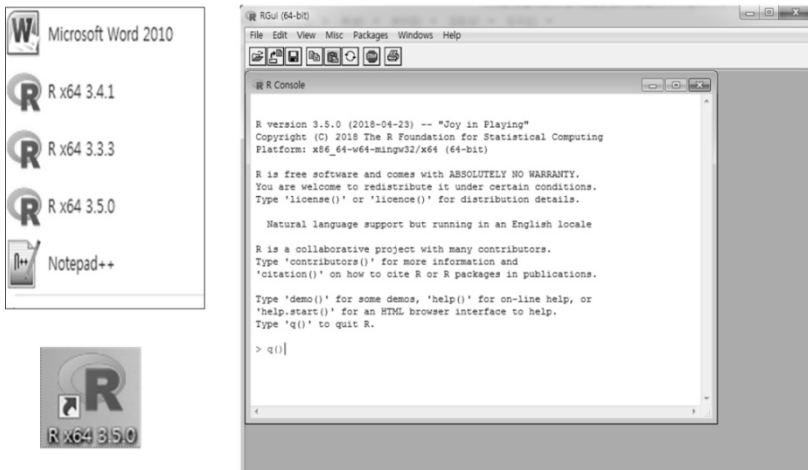 Microsoft Word 2010
R x64 3.4.1
R x64 3.3.3
R x64 3.5.0
Notepad++
R x64 3.5.0
RGui (64-bit)
File Edit View Misc Packages Windows Help
STOP
R Console
R version 3.5.0 (2018-04-23) -- "Joy in Playing"
Copyright (C) 2018 The R Foundation for Statistical Computing
Platform: x86_64-w64-mingw32/x64 (64-bit)
R is free software and comes with ABSOLUTELY NO WARRANTY.
You are welcome to redistribute it under certain conditions.
Type 'license()' or 'licence()' for distribution details.
Natural language support but running in an English locale
R is a collaborative project with many contributors.
Type 'contributors()' for more information and
'citation()' on how to cite R or R packages in publications.
Type 'demo()' for some demos, 'help()' for on-line help, or
'help.start()' for an HTML browser interface to help.
Type 'q()' to quit R.
> q()